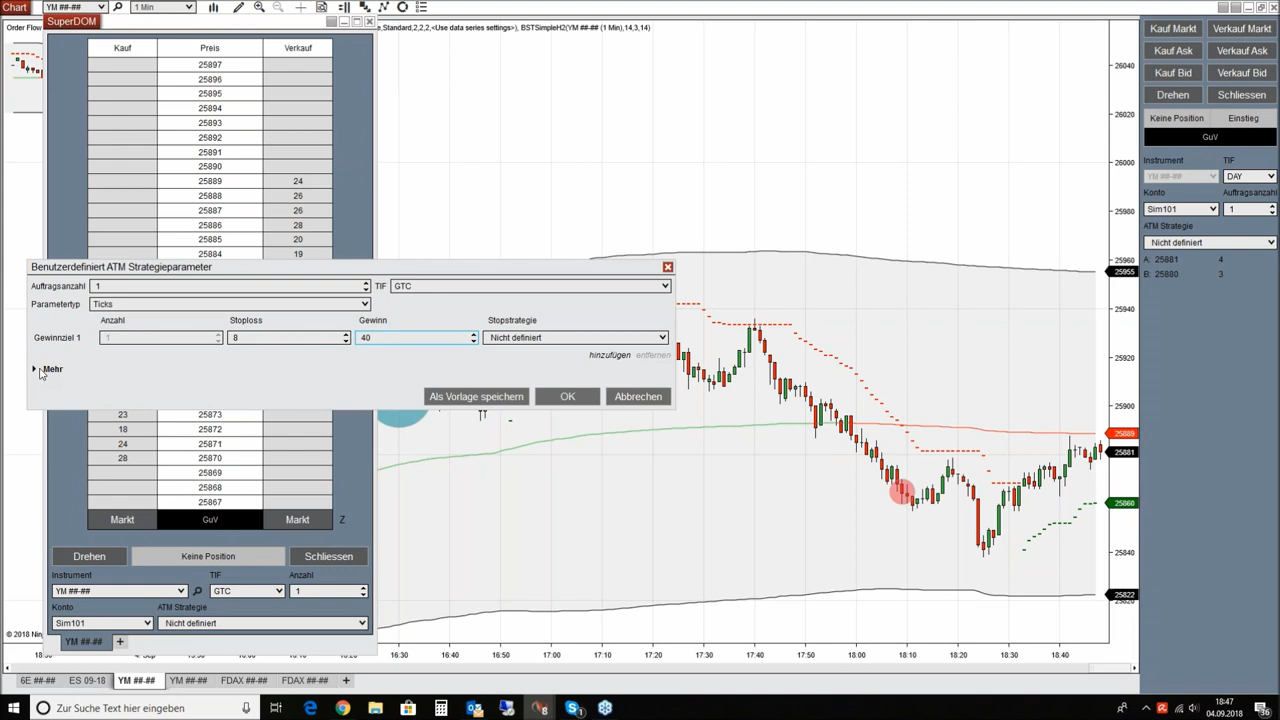 Chart
YM ##-##
1 Min
SuperDOM
Order Flow
e,Standard,2,2,2,<Use data series settings>), BSTSimpleH2(YM ##-## (1 Min),14,3,14)
Kauf
Preis
Verkauf
25897
25896
25895
25894
25893
25892
25891
25890
25889
24
25888
26
25887
26
25886
28
25885
20
25884
19
Benutzerdefiniert ATM Strategieparameter
Auftragsanzahl
1
TIF
GTC
Parametertyp
Ticks
Anzahl
Stoploss
Gewinn
Stopstrategie
Gewinnziel 1
1
8
40
Nicht definiert
hinzufügen
entfernen
Mehr
Als Vorlage speichern
OK
Abbrechen
23
25873
18
25872
24
25871
28
25870
25869
25868
25867
Markt
GuV
Markt
Z
Drehen
Keine Position
Schliessen
Instrument
TIF
Anzahl
YM ##-##
GTC
1
Konto
ATM Strategie
Sim101
Nicht definiert
YM ##-##
+
© 2018 Nin
26040
26020
26000
25980
25960
25955
25940
25920
25900
25889
25881
25860
25840
25822
16:30
16:40
16:50
17:00
17:10
17:20
17:30
17:40
17:50
18:00
18:10
18:20
18:30
18:40
Kauf Markt
Verkauf Markt
Kauf Ask
Verkauf Ask
Kauf Bid
Verkauf Bid
Drehen
Schliessen
Keine Position
Einstieg
GuV
Instrument
TIF
YM ##-##
DAY
Konto
Auftragsanzahl
Sim101
1
ATM Strategie
Nicht definiert
A: 25881
4
B: 25880
3
6E ##-##
ES 09-18
YM ##-##
YM ##-##
FDAX ##-##
FDAX ##-##
+
Zur Suche Text hier eingeben
18:47
04.09.2018